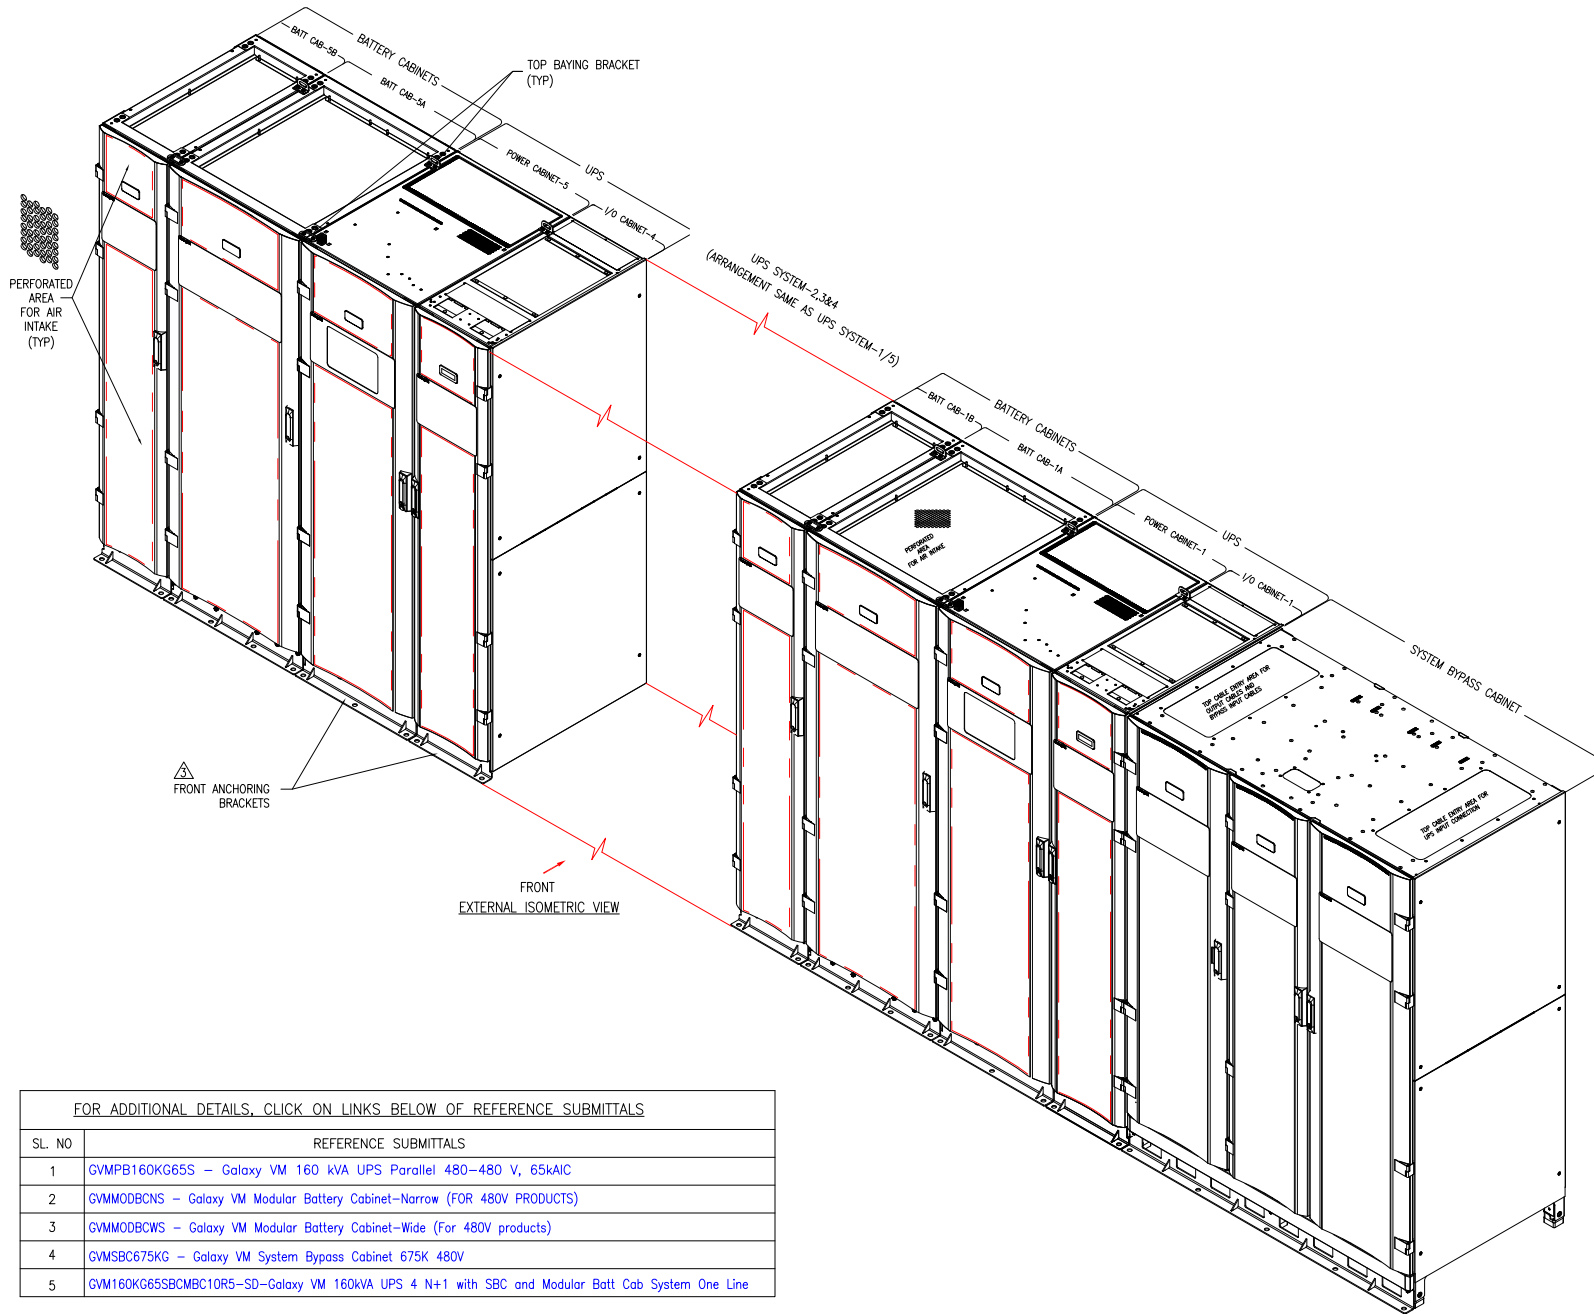 BATT CAB-5B
BATTERY CABINETS
BATT CAB-5A
TOP BAYING BRACKET
(TYP)
POWER CABINET-5
UPS
I/O CABINET-4
PERFORATED
AREA
FOR AIR
INTAKE
(TYP)
UPS SYSTEM-2,3&4
(ARRANGEMENT SAME AS UPS SYSTEM-1/5)
BATT CAB-1B
BATTERY CABINETS
BATT CAB-1A
POWER CABINET-1
UPS
I/O CABINET-1
SYSTEM BYPASS CABINET
PERFORATED
AREA
FOR AIR INTAKE
TOP CABLE ENTRY AREA FOR
OUTPUT CABLES AND
BYPASS INPUT CABLES
TOP CABLE ENTRY AREA FOR
UPS INPUT CONNECTION
3
FRONT ANCHORING
BRACKETS
FRONT
EXTERNAL ISOMETRIC VIEW
FOR ADDITIONAL DETAILS, CLICK ON LINKS BELOW OF REFERENCE SUBMITTALS
SL. NO REFERENCE SUBMITTALS
1 GVMPB160KG65S - Galaxy VM 160 kVA UPS Parallel 480-480 V, 65kAIC
2 GVMMODBCNS - Galaxy VM Modular Battery Cabinet-Narrow (FOR 480V PRODUCTS)
3 GVMMODBCWS - Galaxy VM Modular Battery Cabinet-Wide (For 480V products)
4 GVMSBC675KG - Galaxy VM System Bypass Cabinet 675K 480V
5 GVM160KG65SBCMBC10R5-SD-Galaxy VM 160kVA UPS 4 N+1 with SBC and Modular Batt Cab System One Line